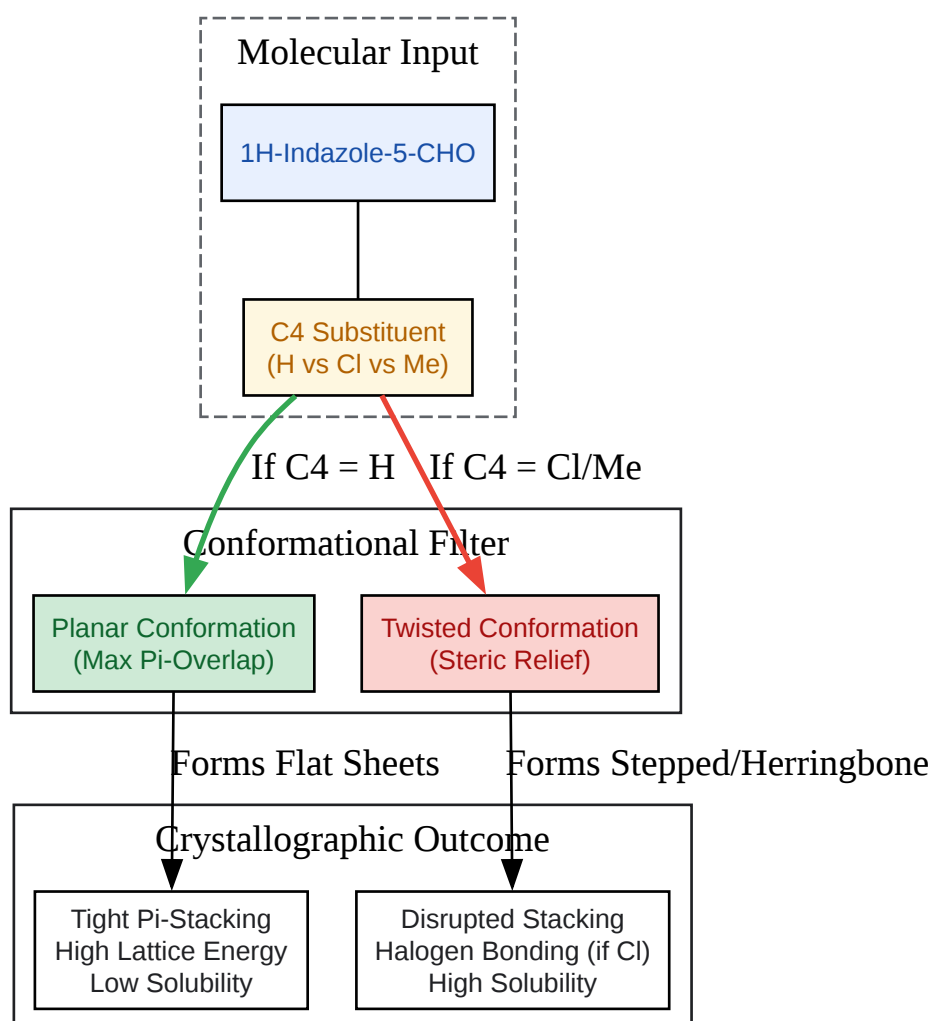 Molecular Input
1H-Indazole-5-CHO
C4 Substituent
(H vs Cl vs Me)
If C4 = H
If C4 = Cl/Me
Conformational Filter
Planar Conformation
(Max Pi-Overlap)
Twisted Conformation
(Steric Relief)
Forms Flat Sheets
Forms Stepped/Herringbone
Crystallographic Outcome
Tight Pi-Stacking
High Lattice Energy
Low Solubility
Disrupted Stacking
Halogen Bonding (if Cl)
High Solubility